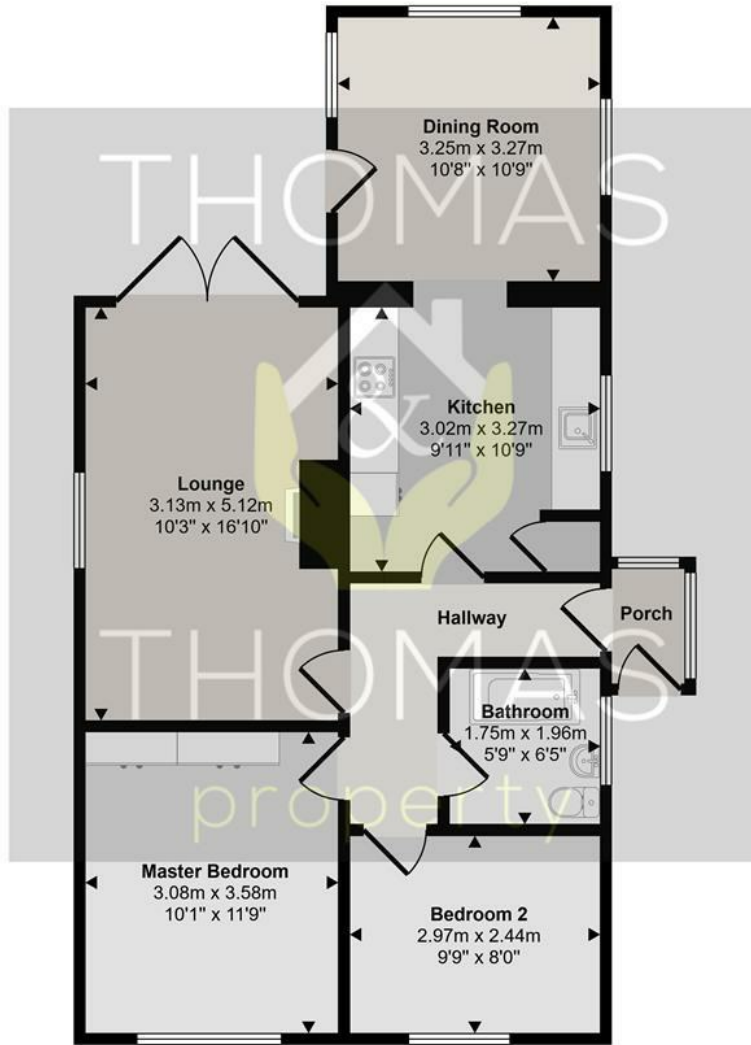 Dining Room
3.25m x 3.27m
10'8" x 10'9"
THOMAS
&
Kitchen
3.02m x 3.27m
9'11" x 10'9"
Lounge
3.13m x 5.12m
10'3" x 16'10"
Hallway
Porch
THOMAS
Bathroom
1.75m x 1.96m
5'9" x 6'5"
property
Master Bedroom
3.08m x 3.58m
10'1" x 11'9"
Bedroom 2
2.97m x 2.44m
9'9" x 8'0"